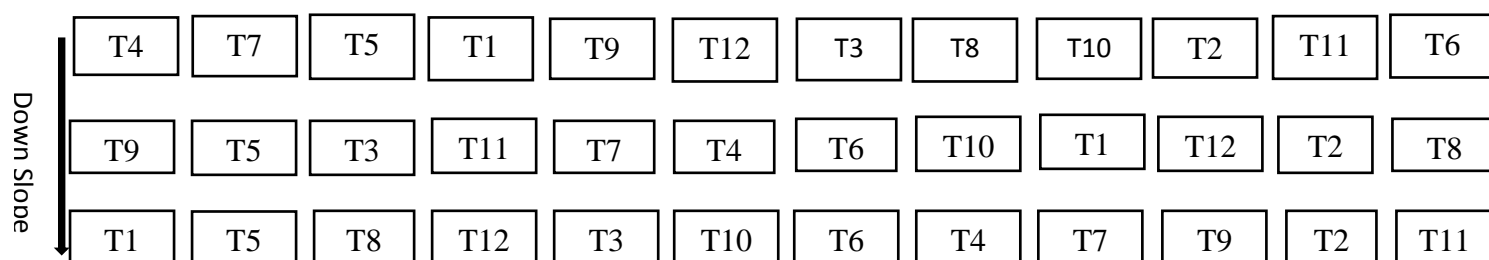 T4 T7 T5 T1 T9 T12 T3 T8 T10 T2 T11 T6
Down Slope
T9 T5 T3 T11 T7 T4 T6 T10 T1 T12 T2 T8
T1 T5 T8 T12 T3 T10 T6 T4 T7 T9 T2 T11